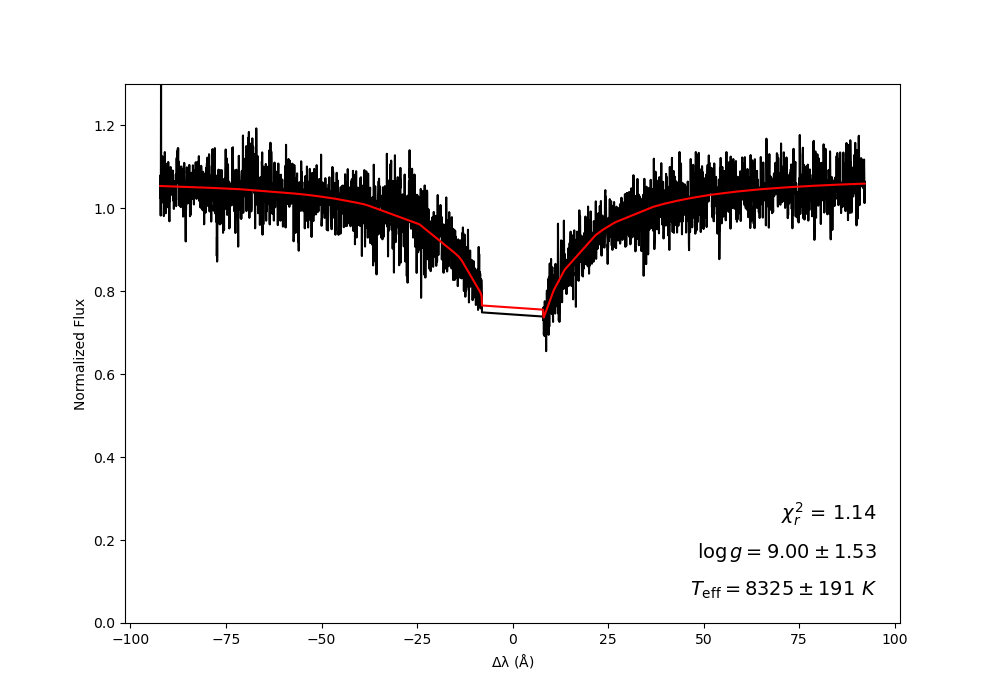 1.2
1.0
0.8
0.6
0.4
0.2
0.0
Normalized Flux
χ²ᵣ = 1.14
log g = 9.00 ± 1.53
T_eff = 8325 ± 191 K
−100 −75 −50 −25 0 25 50 75 100
Δλ (Å)